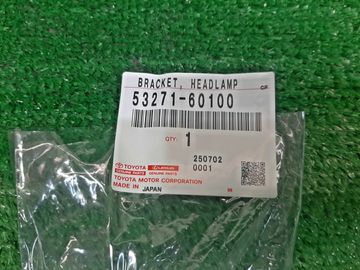 BRACKET, HEADLAMP
53271-60100
QTY: 1
250702
0001
TOYOTA LEXUS
GENUINE PARTS GENUINE PARTS
TOYOTA MOTOR CORPORATION
MADE IN JAPAN